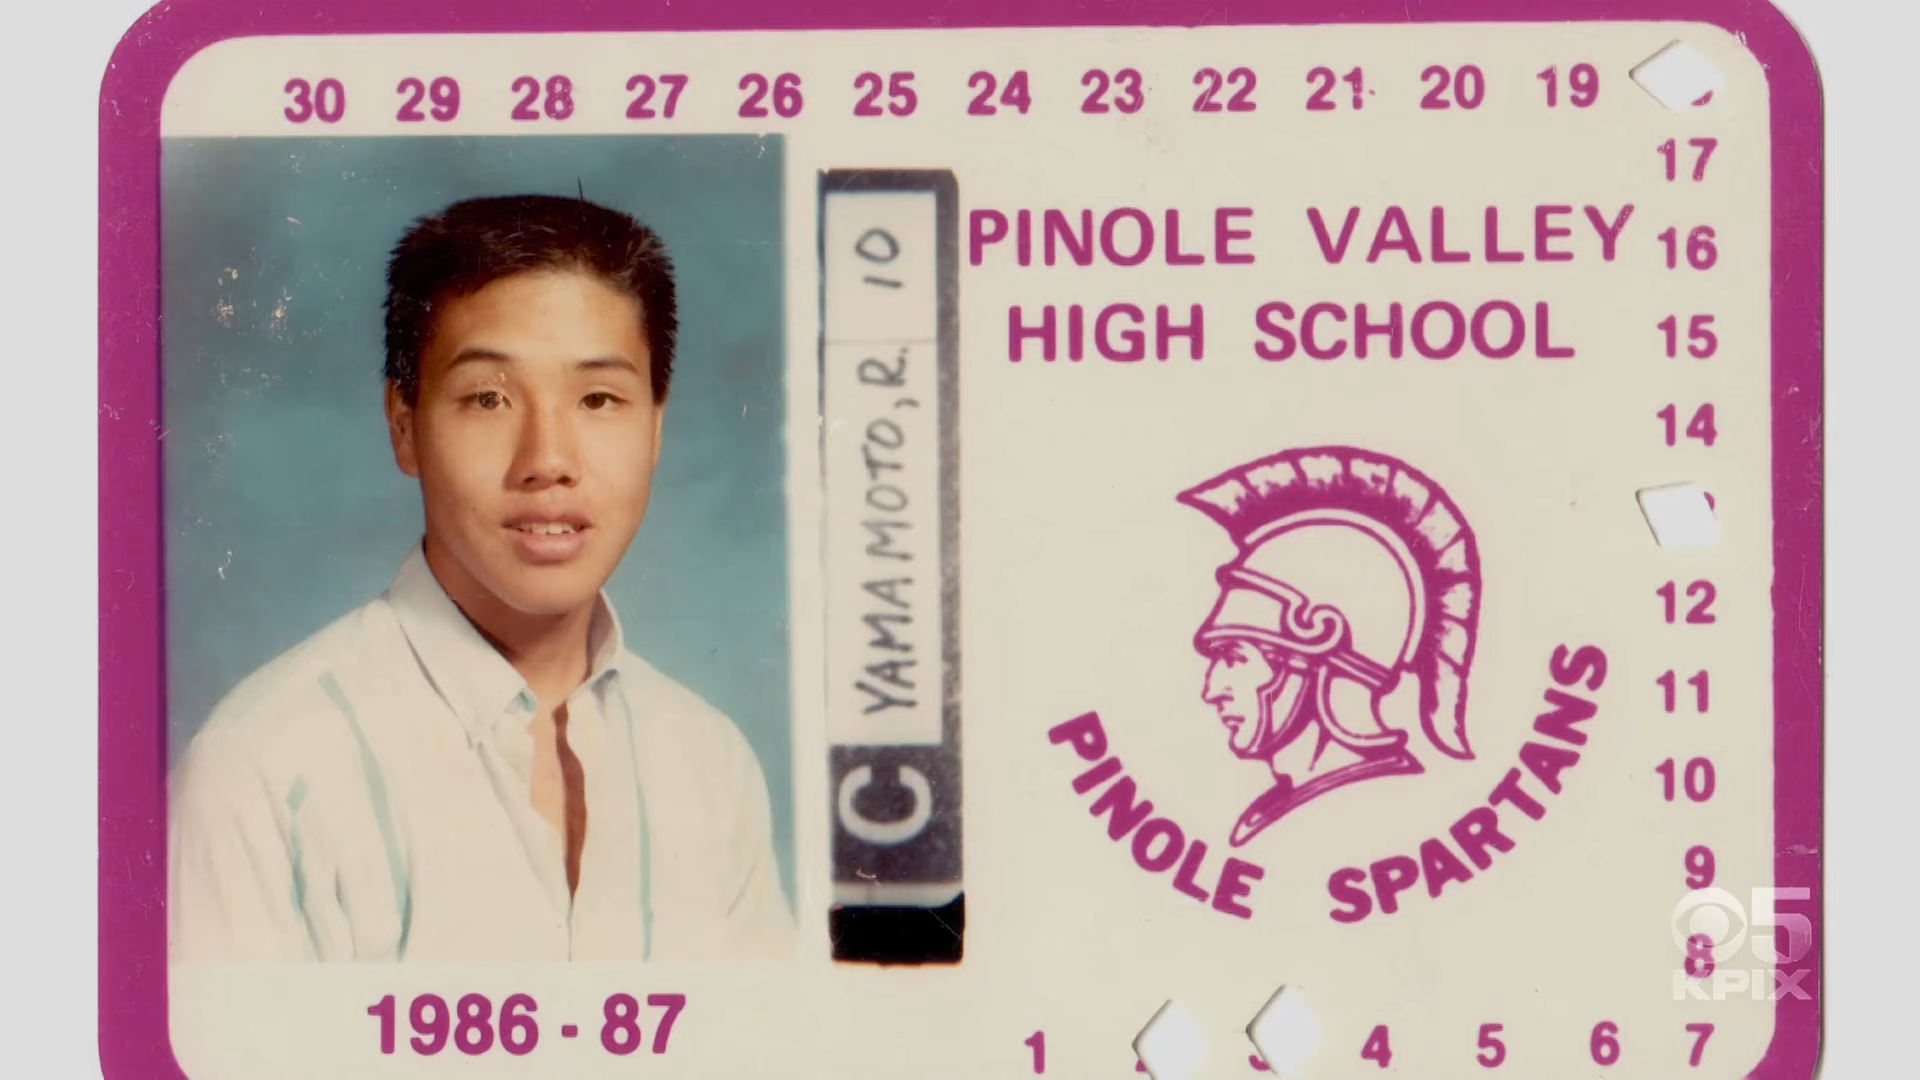 30 29 28 27 26 25 24 23 22 21 20 19
17
16
15
14
12
11
10
9
8
PINOLE VALLEY
HIGH SCHOOL
YAMAMOTO, R. 10
C
PINOLE SPARTANS
1986 - 87
1 4 5 6 7
5
KPIX